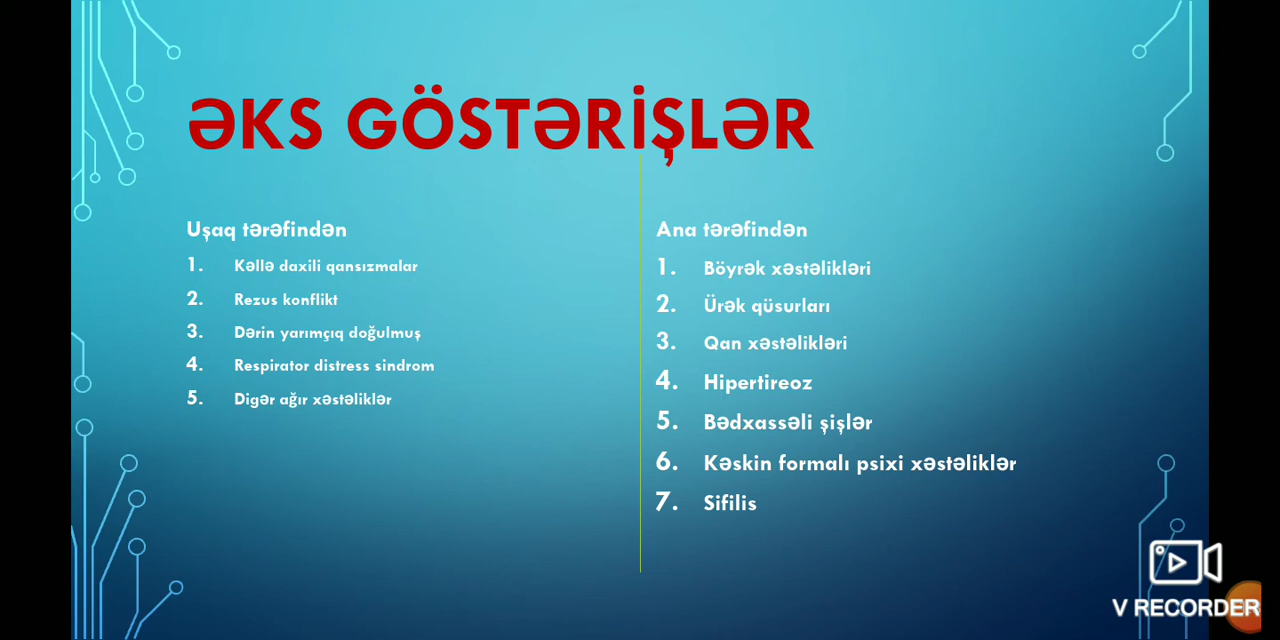 ƏKS GÖSTƏRİŞLƏR
Uşaq tərəfindən
1. Kəllə daxili qansızmalar
2. Rezus konflikt
3. Dərin yarımçıq doğulmuş
4. Respirator distress sindrom
5. Digər ağır xəstəliklər
Ana tərəfindən
1. Böyrək xəstəlikləri
2. Ürək qüsurları
3. Qan xəstəlikləri
4. Hipertireoz
5. Bədxassəli şişlər
6. Kəskin formalı psixi xəstəliklər
7. Sifilis
V RECORDER